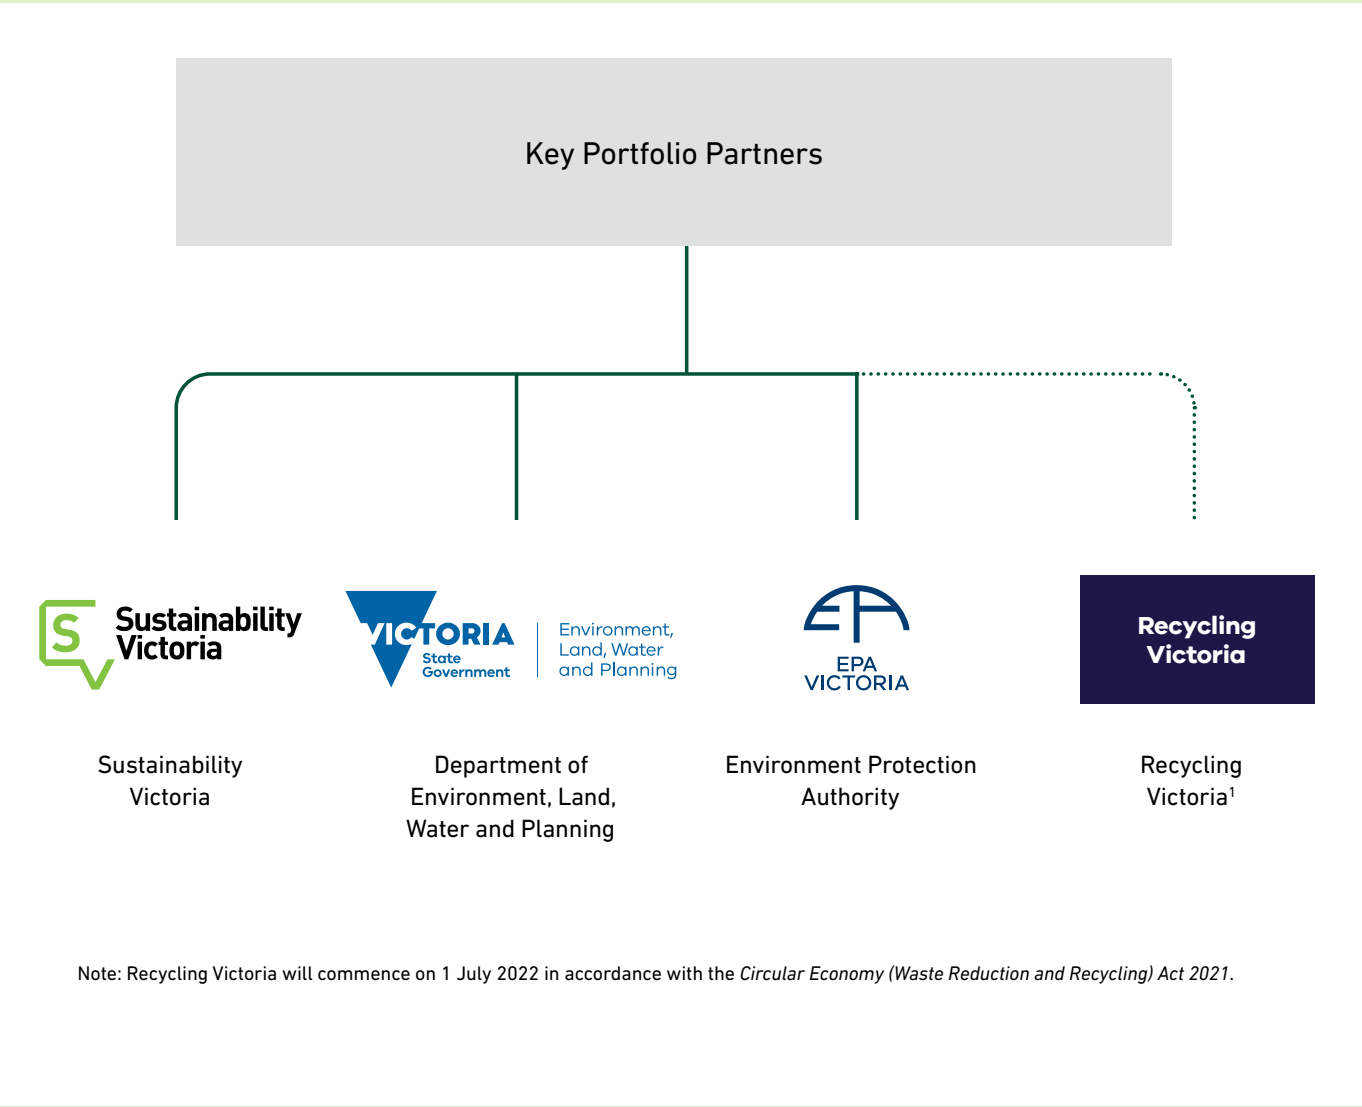 Key Portfolio Partners
S
V
Sustainability
Victoria
VICTORIA
State
Government
Environment,
Land, Water
and Planning
EPA
EPA
VICTORIA
Recycling
Victoria
Sustainability
Victoria
Department of
Environment, Land,
Water and Planning
Environment Protection
Authority
Recycling
Victoria¹
Note: Recycling Victoria will commence on 1 July 2022 in accordance with the Circular Economy (Waste Reduction and Recycling) Act 2021.